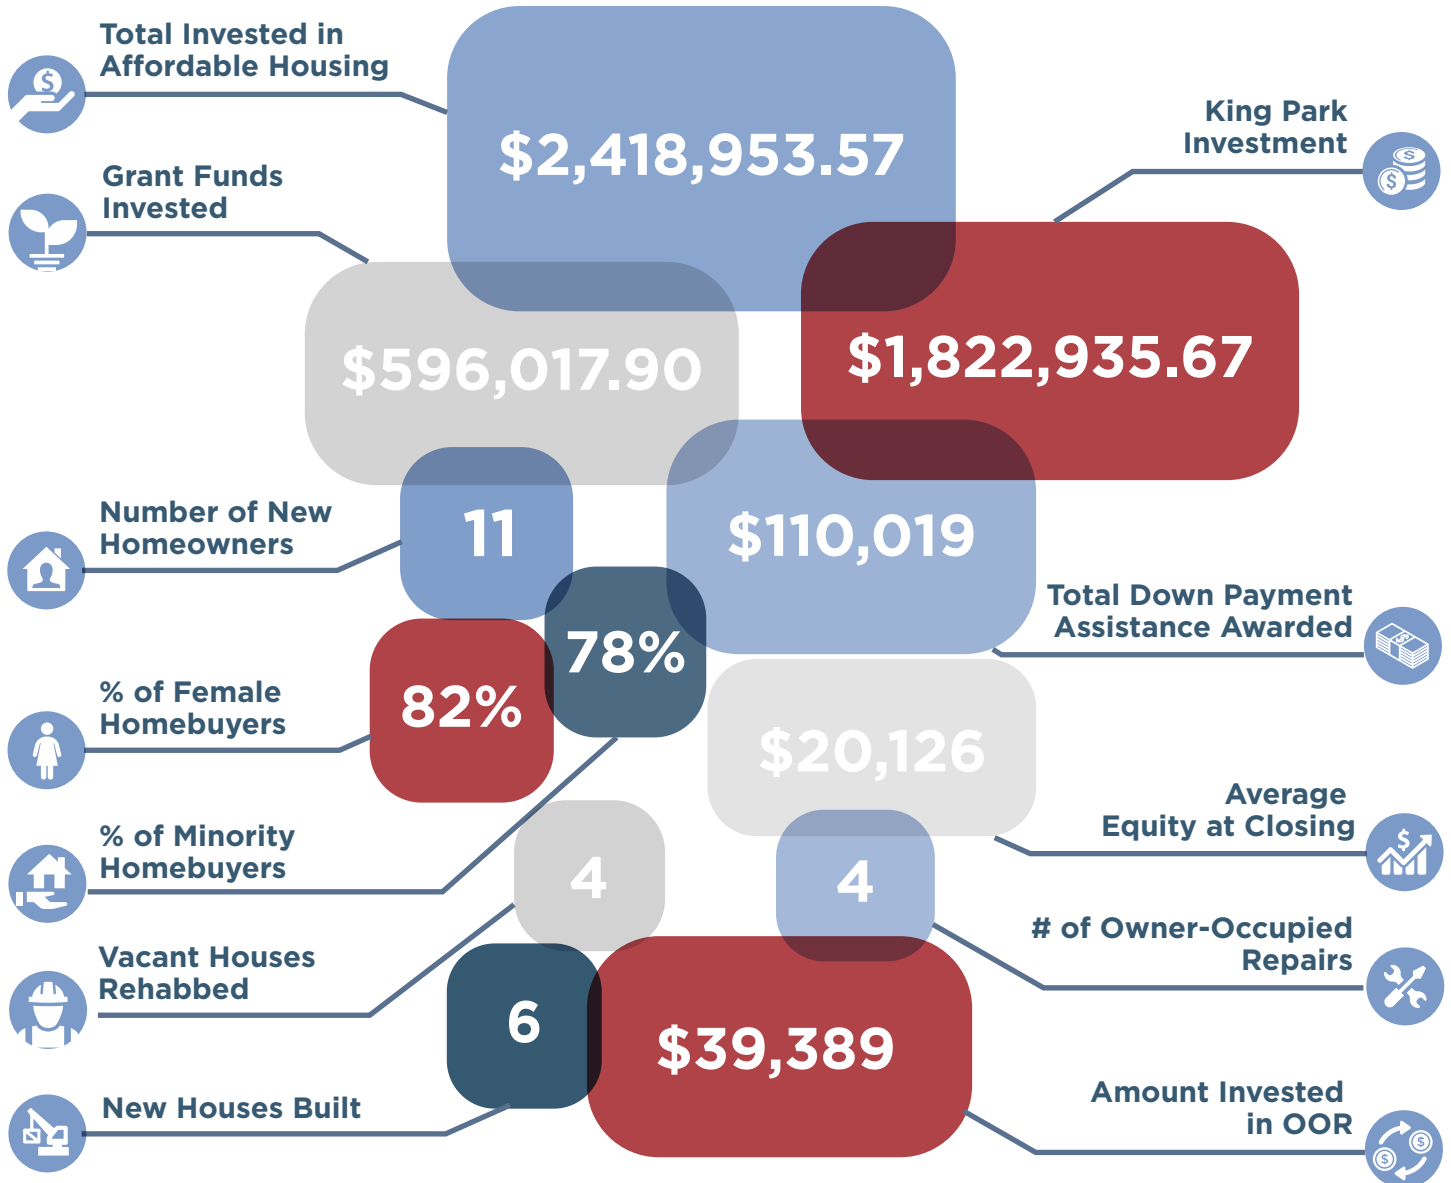 Total Invested in
Affordable Housing
$2,418,953.57
King Park
Investment
Grant Funds
Invested
$596,017.90
$1,822,935.67
Number of New
Homeowners
11
$110,019
Total Down Payment
Assistance Awarded
78%
% of Female
Homebuyers
82%
$20,126
Average
Equity at Closing
% of Minority
Homebuyers
4
4
# of Owner-Occupied
Repairs
Vacant Houses
Rehabbed
6
$39,389
New Houses Built
Amount Invested
in OOR